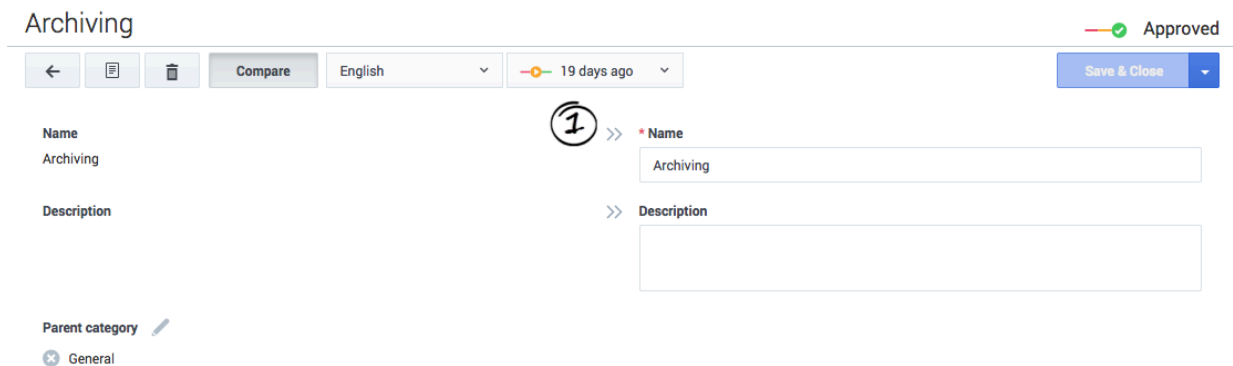 Archiving
Approved
Compare English 19 days ago Save & Close
1
Name * Name
Archiving Archiving
Description Description
Parent category
General